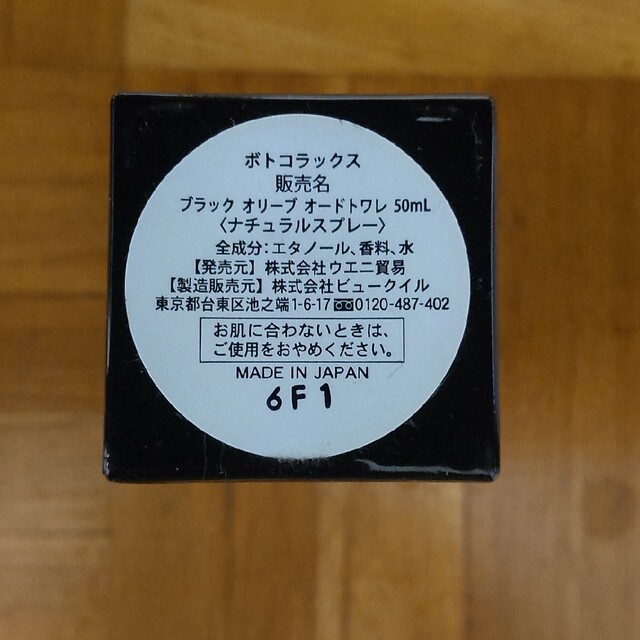 ボトコラックス
販売名
ブラック オリーブ オードトワレ 50mL
〈ナチュラルスプレー〉
全成分:エタノール、香料、水
【発売元】株式会社ウエニ貿易
【製造販売元】株式会社ビュークイル
東京都台東区池之端1-6-17 0120-487-402
お肌に合わないときは、
ご使用をおやめください。
MADE IN JAPAN
6F1